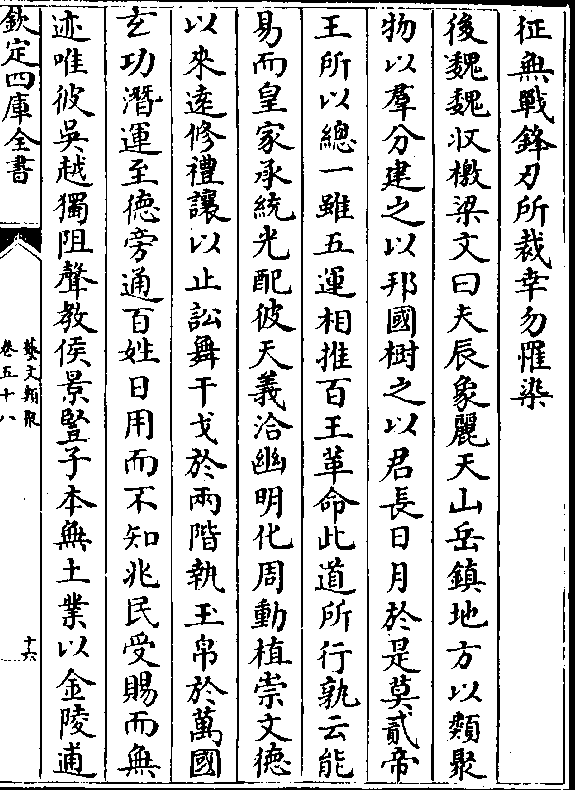 征無戰鋒刃所裁幸勿罹染
後魏魏收檄梁文曰夫辰象麗天山岳鎮地方以類聚
物以羣分建之以邦國樹之以君長日月於是莫貳帝
王所以總一雖五運相推百王革命此道所行孰云能
易而皇家承統光配彼天義洽幽明化周動植崇文德
以來遠修禮讓以止訟舞干戈於兩階執玉帛於萬國
玄功潛運至德旁通百姓日用而不知兆民受賜而無
迹唯彼吳越獨阻聲教侯景豎子本無士業以金陵逋
欽定四庫全書
藝文類聚
卷五十八
十六